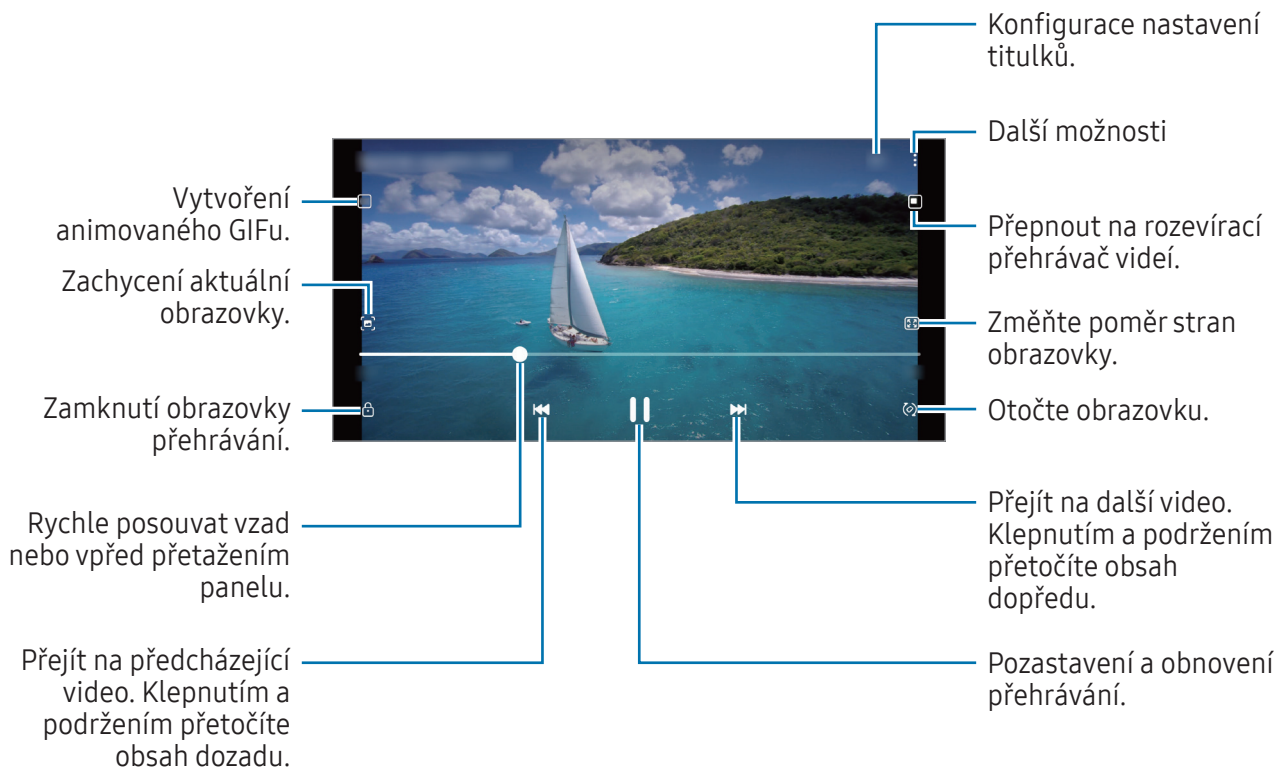 Konfigurace nastavení
titulků.
Další možnosti
Vytvoření
animovaného GIFu.
Přepnout na rozevírací
přehrávač videí.
Zachycení aktuální
obrazovky.
Změňte poměr stran
obrazovky.
Zamknutí obrazovky
přehrávání.
Otočte obrazovku.
Rychle posouvat vzad
nebo vpřed přetažením
panelu.
Přejít na další video.
Klepnutím a podržením
přetočíte obsah
dopředu.
Přejít na předcházející
video. Klepnutím a
podržením přetočíte
obsah dozadu.
Pozastavení a obnovení
přehrávání.